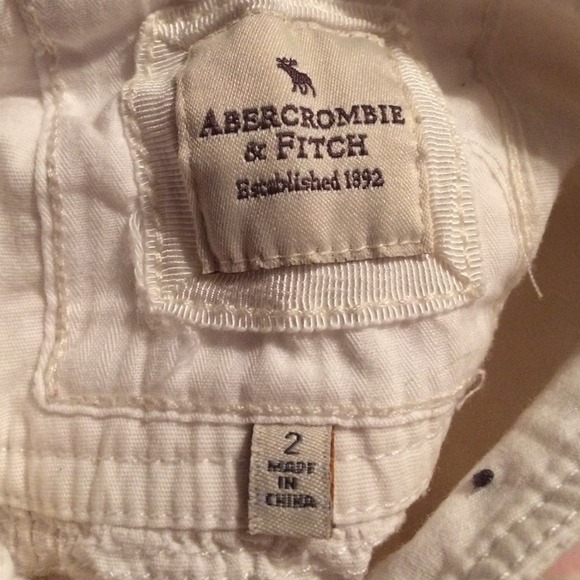 ABERCROMBIE
& FITCH
Established 1892
2
MADE
IN
CHINA